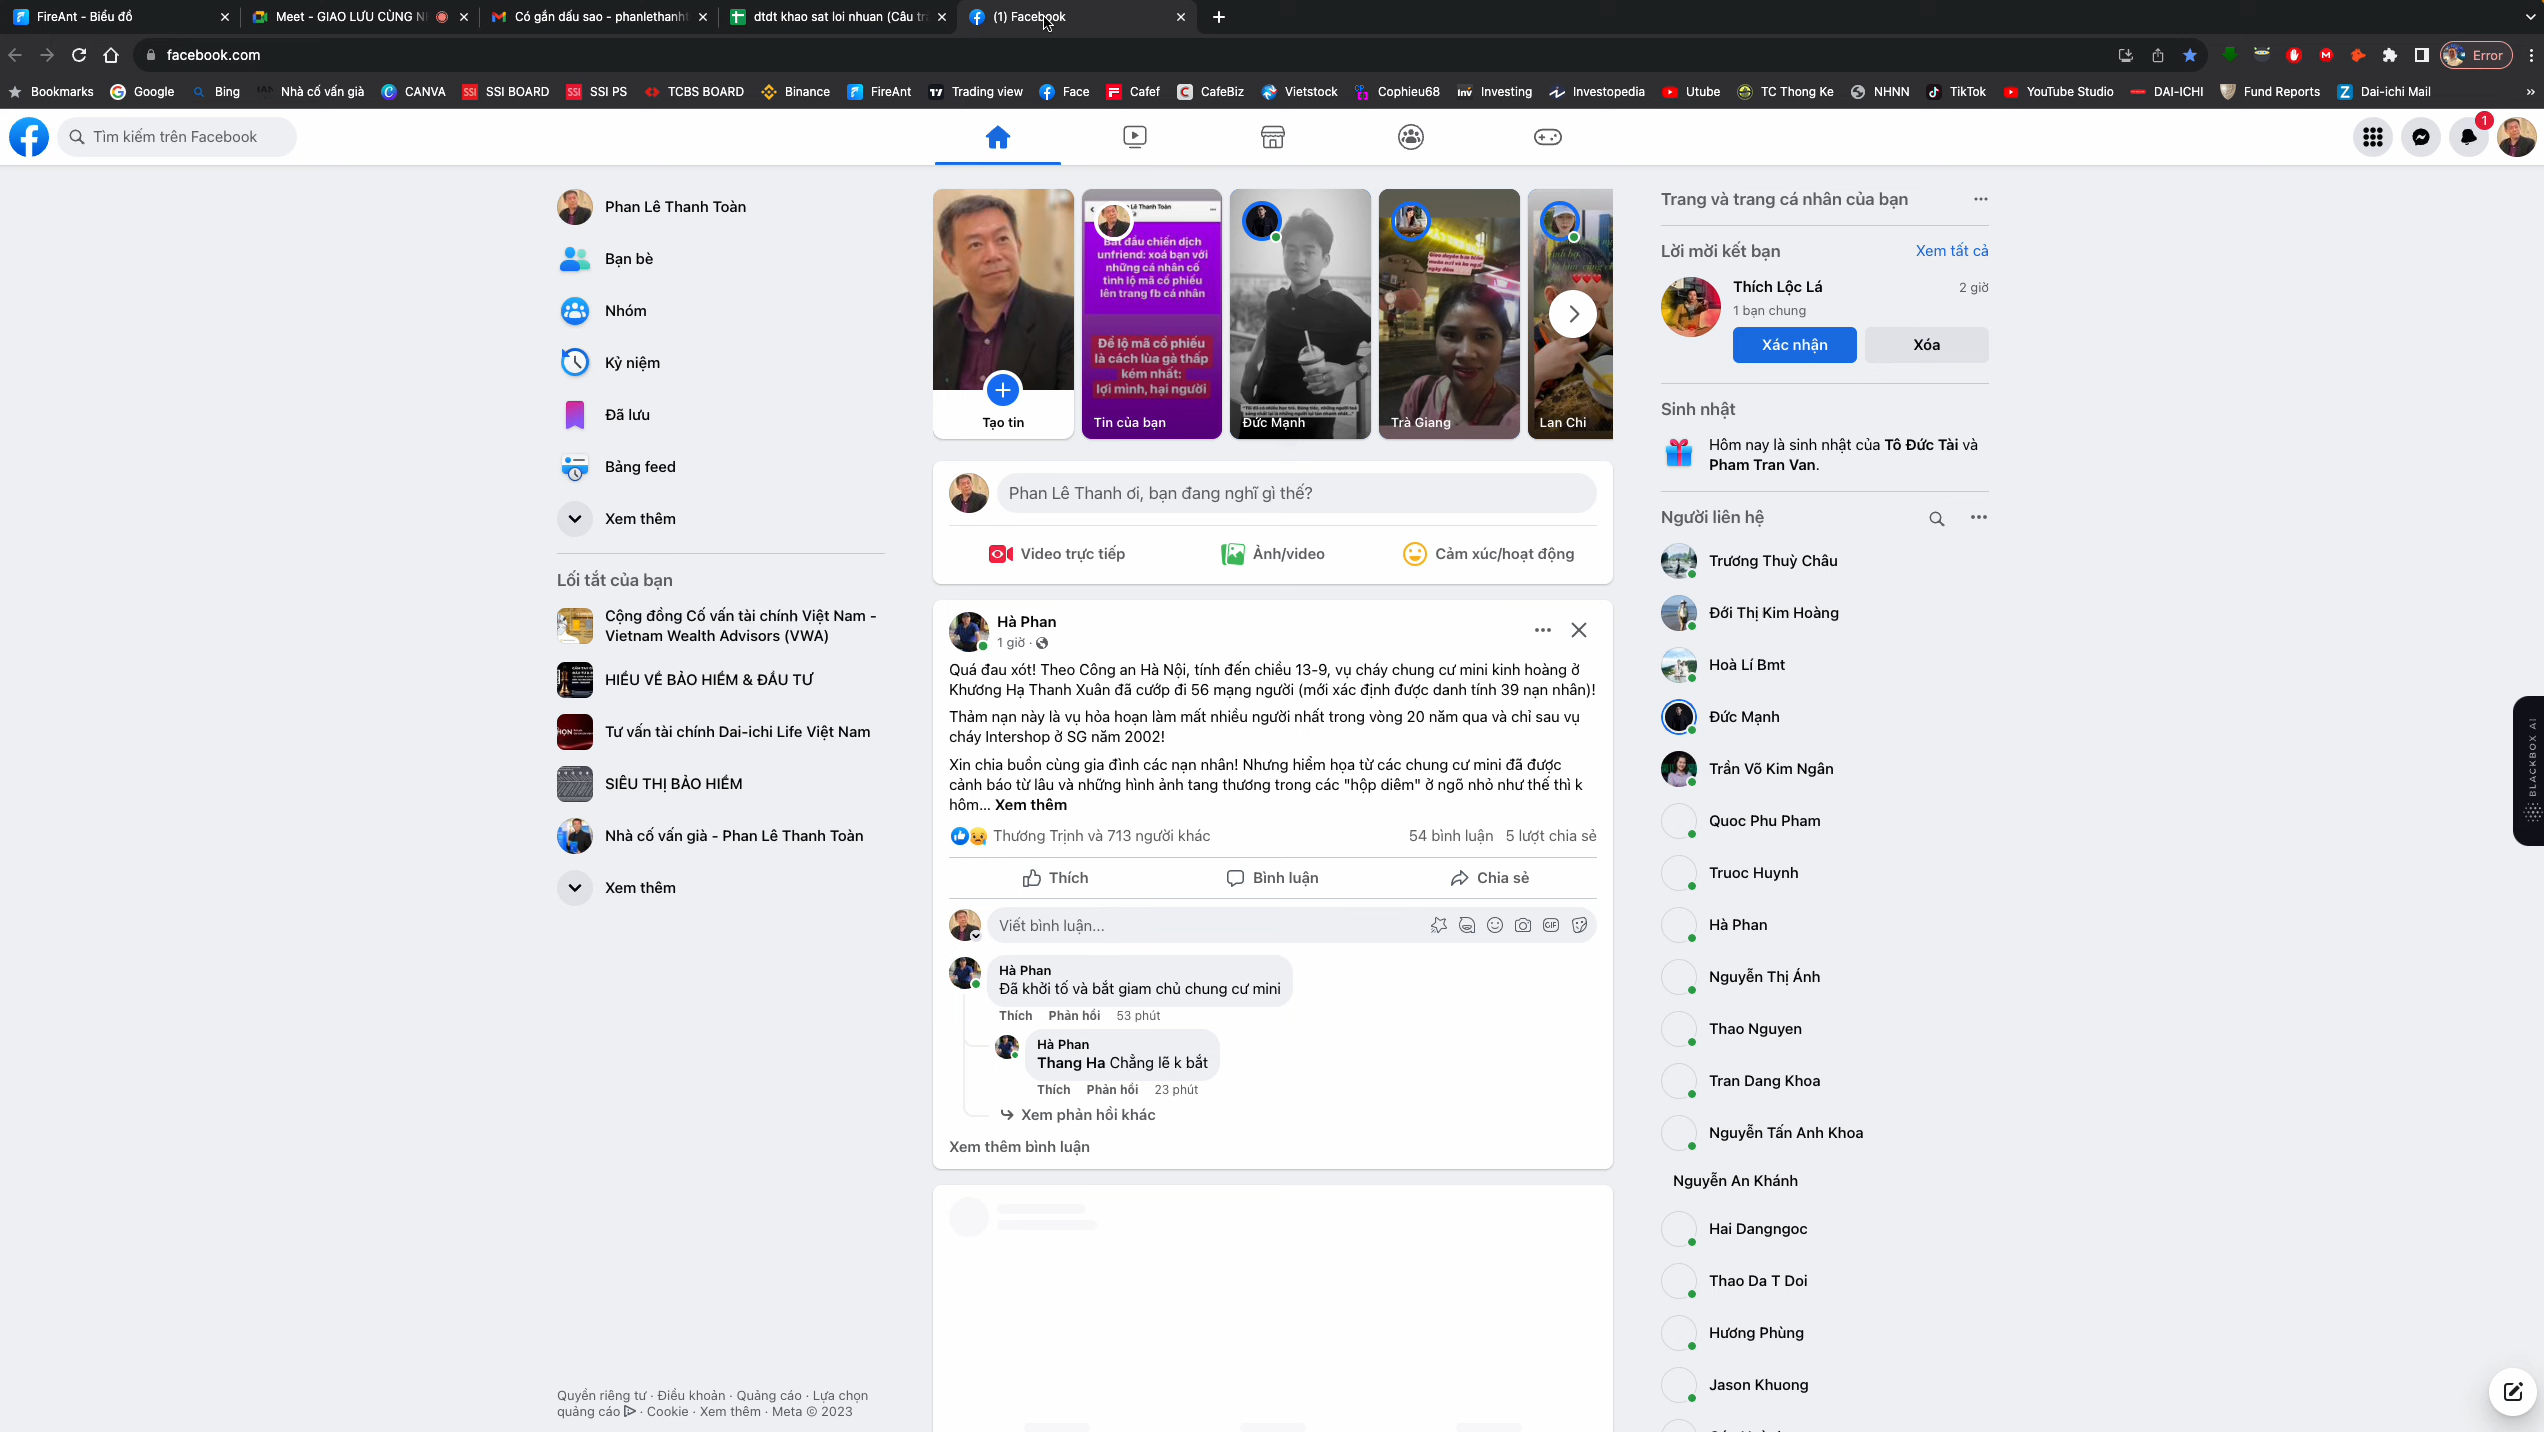 FireAnt - Biểu đồ
Meet - GIAO LƯU CÙNG N
Có gắn dấu sao - phanlethanh
dtdt khao sat loi nhuan (Câu tr
(1) Facebook
facebook.com
Error
Bookmarks
Google
Bing
Nhà cố vấn già
CANVA
SSI BOARD
SSI PS
TCBS BOARD
Binance
FireAnt
Trading view
Face
Cafef
CafeBiz
Vietstock
Cophieu68
Investing
Investopedia
Utube
TC Thong Ke
NHNN
TikTok
YouTube Studio
DAI-ICHI
Fund Reports
Dai-ichi Mail
Tìm kiếm trên Facebook
1
Phan Lê Thanh Toàn
Bạn bè
Nhóm
Kỷ niệm
Đã lưu
Bảng feed
Xem thêm
Lối tắt của bạn
Cộng đồng Cố vấn tài chính Việt Nam -
Vietnam Wealth Advisors (VWA)
HIỂU VỀ BẢO HIỂM & ĐẦU TƯ
Tư vấn tài chính Dai-ichi Life Việt Nam
SIÊU THỊ BẢO HIỂM
Nhà cố vấn già - Phan Lê Thanh Toàn
Xem thêm
Quyền riêng tư · Điều khoản · Quảng cáo · Lựa chọn
quảng cáo · Cookie · Xem thêm · Meta © 2023
Tạo tin
Lê Thanh Toàn
Bắt đầu chiến dịch
unfriend: xoá bạn với
những cá nhân cố
tình lộ mã cổ phiếu
lên trang fb cá nhân
Để lộ mã cổ phiếu
là cách lùa gà thấp
kém nhất:
lợi mình, hại người
Tin của bạn
Đức Mạnh
Trà Giang
Lan Chi
Phan Lê Thanh ơi, bạn đang nghĩ gì thế?
Video trực tiếp
Ảnh/video
Cảm xúc/hoạt động
Hà Phan
1 giờ ·
Quá đau xót! Theo Công an Hà Nội, tính đến chiều 13-9, vụ cháy chung cư mini kinh hoàng ở
Khương Hạ Thanh Xuân đã cướp đi 56 mạng người (mới xác định được danh tính 39 nạn nhân)!
Thảm nạn này là vụ hỏa hoạn làm mất nhiều người nhất trong vòng 20 năm qua và chỉ sau vụ
cháy Intershop ở SG năm 2002!
Xin chia buồn cùng gia đình các nạn nhân! Nhưng hiểm họa từ các chung cư mini đã được
cảnh báo từ lâu và những hình ảnh tang thương trong các "hộp diêm" ở ngõ nhỏ như thế thì k
hôm... Xem thêm
Thương Trịnh và 713 người khác
54 bình luận 5 lượt chia sẻ
Thích
Bình luận
Chia sẻ
Viết bình luận...
GIF
Hà Phan
Đã khởi tố và bắt giam chủ chung cư mini
Thích Phản hồi 53 phút
Hà Phan
Thang Ha Chẳng lẽ k bắt
Thích Phản hồi 23 phút
Xem phản hồi khác
Xem thêm bình luận
Trang và trang cá nhân của bạn
Lời mời kết bạn
Xem tất cả
Thích Lộc Lá
2 giờ
1 bạn chung
Xác nhận
Xóa
Sinh nhật
Hôm nay là sinh nhật của Tô Đức Tài và
Pham Tran Van.
Người liên hệ
Trương Thuỳ Châu
Đới Thị Kim Hoàng
Hoà Lí Bmt
Đức Mạnh
Trần Võ Kim Ngân
Quoc Phu Pham
Truoc Huynh
Hà Phan
Nguyễn Thị Ánh
Thao Nguyen
Tran Dang Khoa
Nguyễn Tấn Anh Khoa
Nguyễn An Khánh
Hai Dangngoc
Thao Da T Doi
Hương Phùng
Jason Khuong
BLACKBOX AI